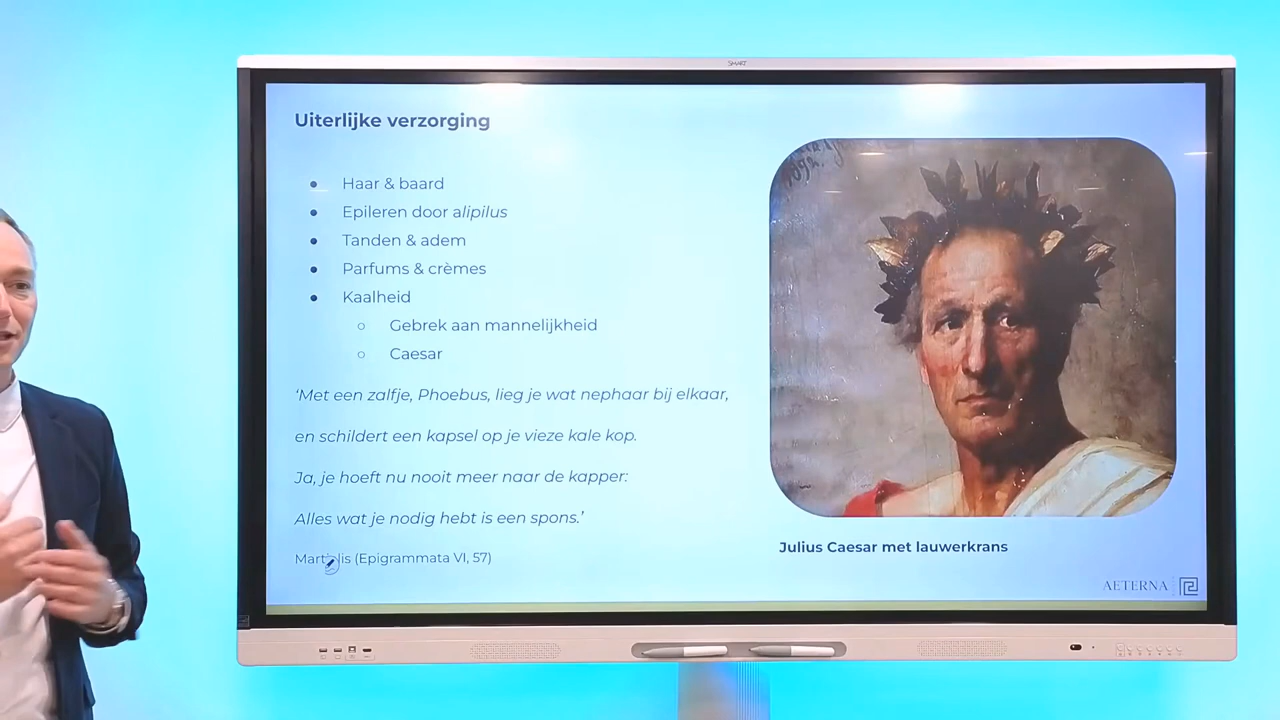 SMART
Uiterlijke verzorging
Haar & baard
Epileren door alipilus
Tanden & adem
Parfums & crèmes
Kaalheid
Gebrek aan mannelijkheid
Caesar
‘Met een zalfje, Phoebus, lieg je wat nephaar bij elkaar,
en schildert een kapsel op je vieze kale kop.
Ja, je hoeft nu nooit meer naar de kapper:
Alles wat je nodig hebt is een spons.’
(Epigrammata VI, 57)
Julius Caesar met lauwerkrans
AETERNA